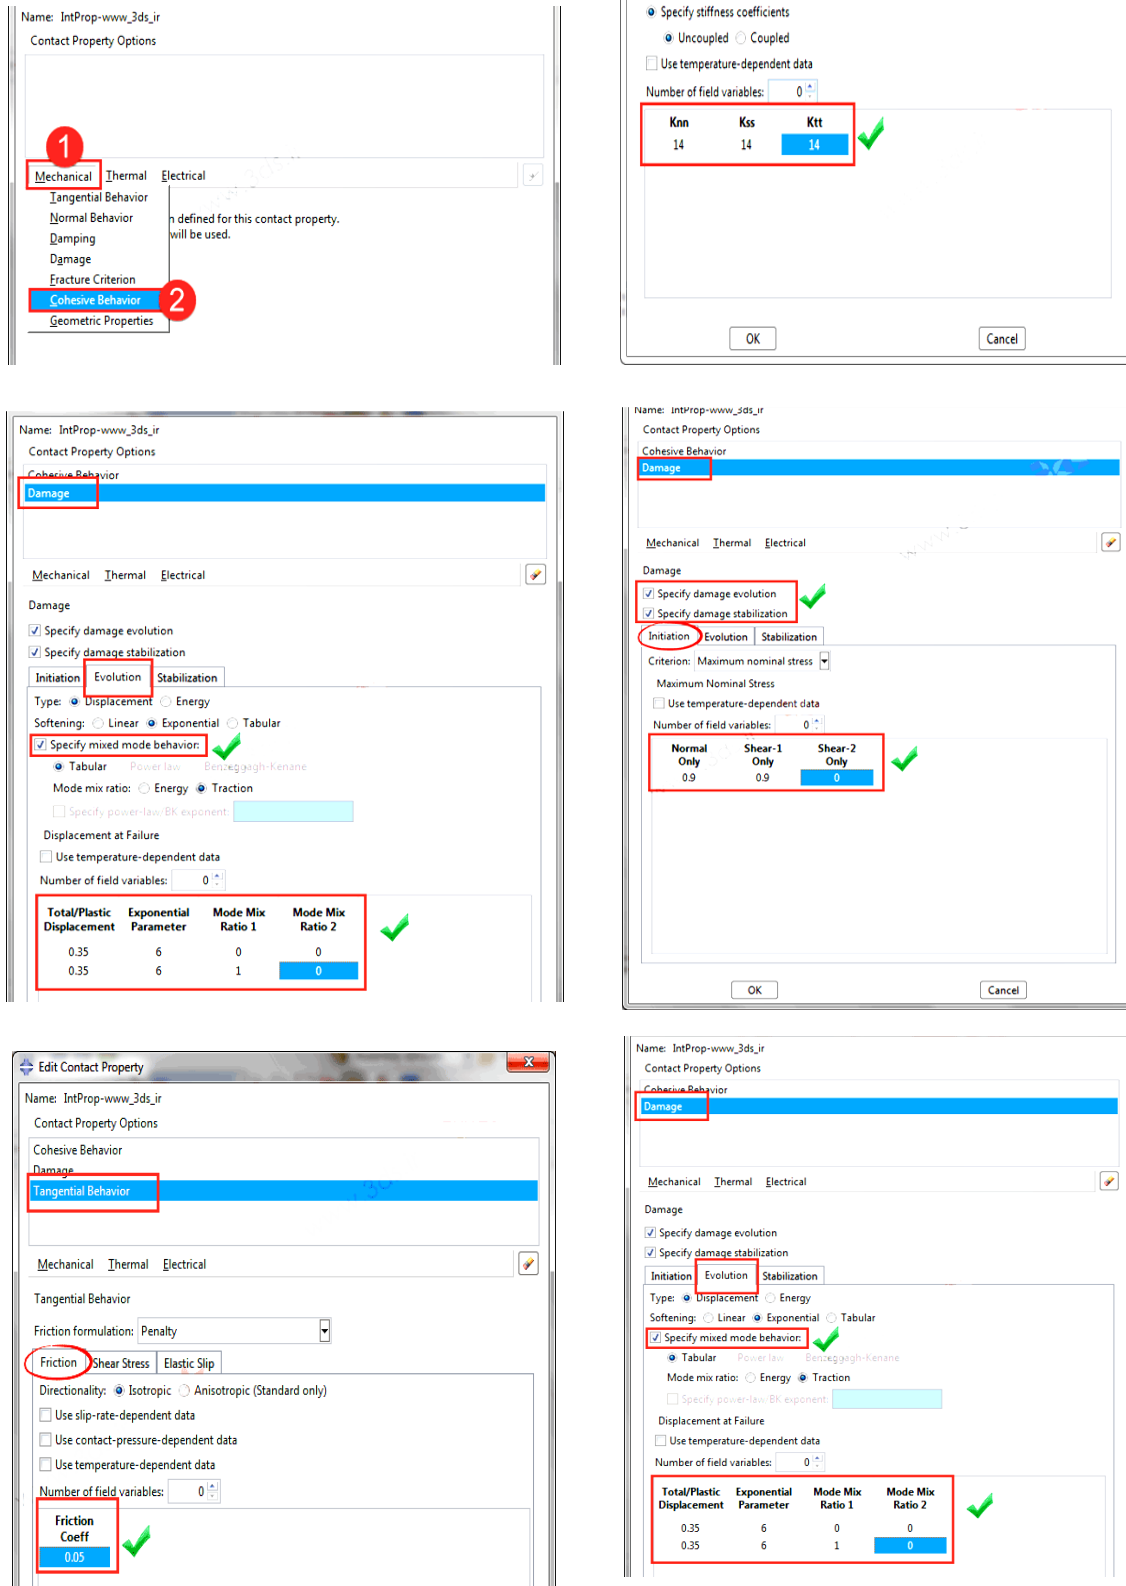 Name: IntProp-www_3ds_ir
Contact Property Options
1
Mechanical Thermal Electrical
Tangential Behavior
Normal Behavior
n defined for this contact property.
Damping
will be used.
Damage
Fracture Criterion
Cohesive Behavior 2
Geometric Properties
Specify stiffness coefficients
Uncoupled Coupled
Use temperature-dependent data
Number of field variables: 0
Knn Kss Ktt
14 14 14
OK Cancel
Name: IntProp-www_3ds_ir
Contact Property Options
Cohesive Behavior
Damage
Mechanical Thermal Electrical
Damage
Specify damage evolution
Specify damage stabilization
Initiation Evolution Stabilization
Type: Displacement Energy
Softening: Linear Exponential Tabular
Specify mixed mode behavior:
Tabular Power law Benzeggagh-Kenane
Mode mix ratio: Energy Traction
Specify power-law/BK exponent:
Displacement at Failure
Use temperature-dependent data
Number of field variables: 0
Total/Plastic Exponential Mode Mix Mode Mix
Displacement Parameter Ratio 1 Ratio 2
0.35 6 0 0
0.35 6 1 0
Name: IntProp-www_3ds_ir
Contact Property Options
Cohesive Behavior
Damage
Mechanical Thermal Electrical
Damage
Specify damage evolution
Specify damage stabilization
Initiation Evolution Stabilization
Criterion: Maximum nominal stress
Maximum Nominal Stress
Use temperature-dependent data
Number of field variables: 0
Normal Shear-1 Shear-2
Only Only Only
0.9 0.9 0
OK Cancel
Edit Contact Property
Name: IntProp-www_3ds_ir
Contact Property Options
Cohesive Behavior
Damage
Tangential Behavior
Mechanical Thermal Electrical
Tangential Behavior
Friction formulation: Penalty
Friction Shear Stress Elastic Slip
Directionality: Isotropic Anisotropic (Standard only)
Use slip-rate-dependent data
Use contact-pressure-dependent data
Use temperature-dependent data
Number of field variables: 0
Friction
Coeff
0.05
Name: IntProp-www_3ds_ir
Contact Property Options
Cohesive Behavior
Damage
Mechanical Thermal Electrical
Damage
Specify damage evolution
Specify damage stabilization
Initiation Evolution Stabilization
Type: Displacement Energy
Softening: Linear Exponential Tabular
Specify mixed mode behavior:
Tabular Power law Benzeggagh-Kenane
Mode mix ratio: Energy Traction
Specify power-law/BK exponent:
Displacement at Failure
Use temperature-dependent data
Number of field variables: 0
Total/Plastic Exponential Mode Mix Mode Mix
Displacement Parameter Ratio 1 Ratio 2
0.35 6 0 0
0.35 6 1 0